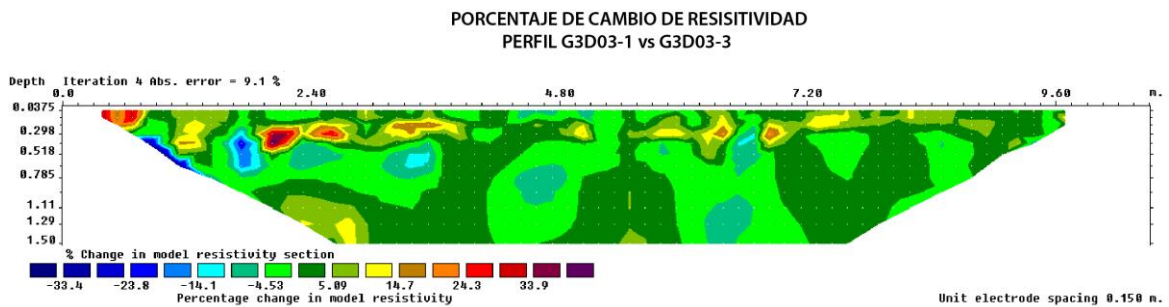 PORCENTAJE DE CAMBIO DE RESISITIVIDAD
PERFIL G3D03-1 vs G3D03-3
Depth Iteration 4 Abs. error = 9.1 %
0.0 2.40 4.80 7.20 9.60 m.
0.0375
0.298
0.518
0.785
1.11
1.29
1.50
% Change in model resistivity section
-33.4 -23.8 -14.1 -4.53 5.09 14.7 24.3 33.9
Percentage change in model resistivity
Unit electrode spacing 0.150 m.